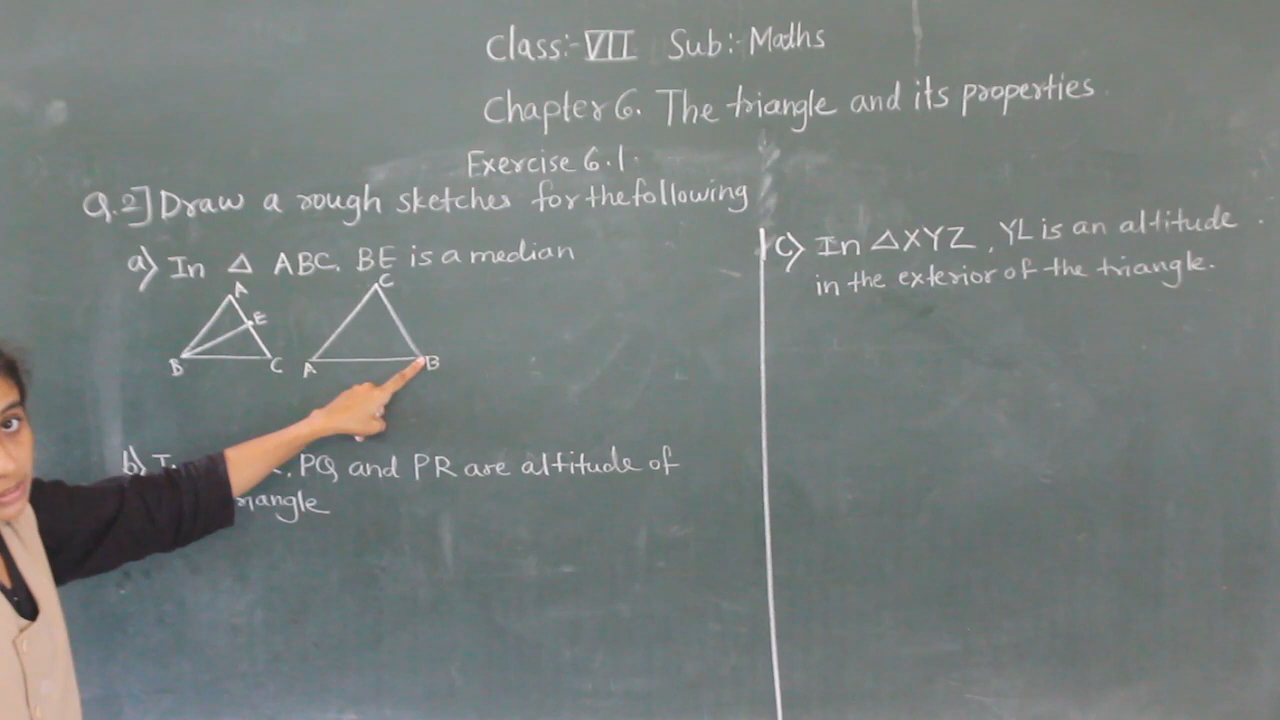 Class:- VII Sub:- Maths
Chapter 6. The triangle and its properties.
Exercise 6.1.
Q.2] Draw a rough sketches for the following
a) In △ ABC. BE is a median
A
E
B
C
C
A
B
b) PQ and PR are altitude of
c) In △XYZ, YL is an altitude
in the exterior of the triangle.